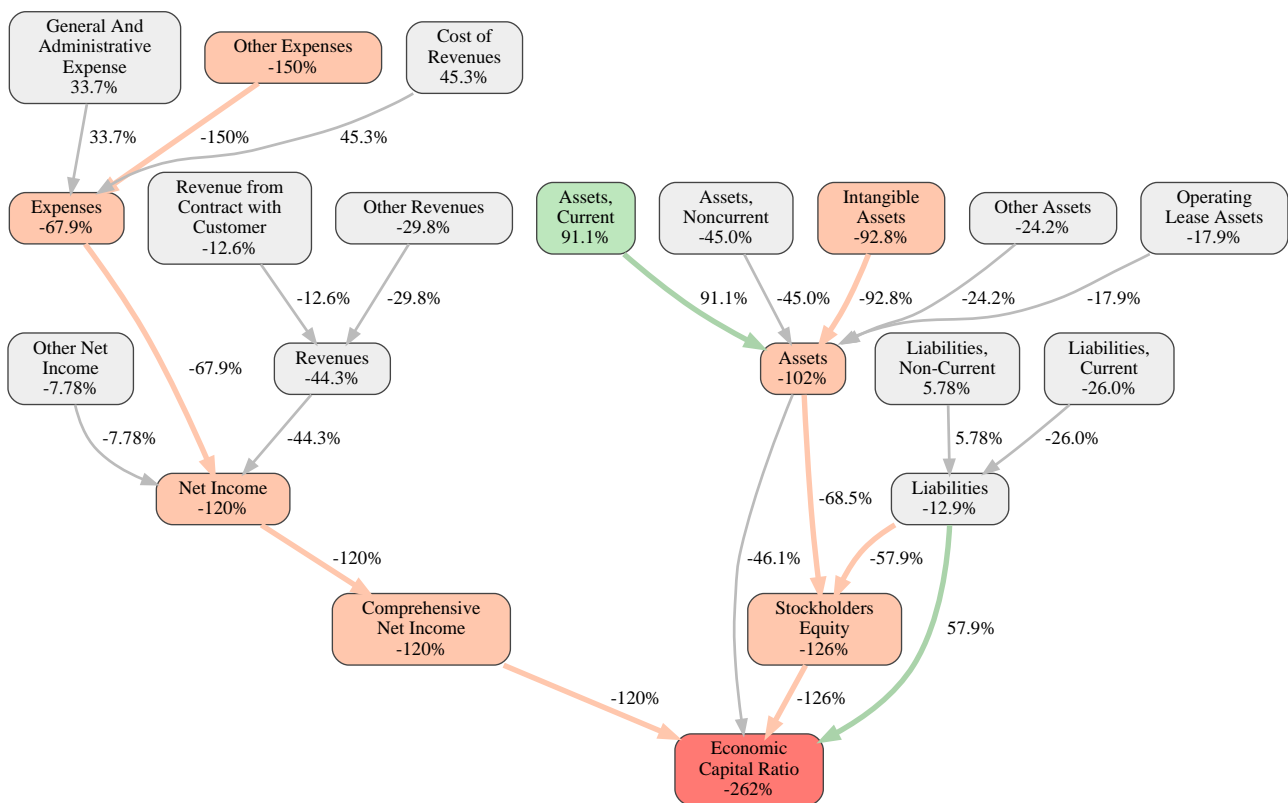 General And
Administrative
Expense
33.7%
Other Expenses
-150%
Cost of
Revenues
45.3%
33.7%
-150%
45.3%
Expenses
-67.9%
Revenue from
Contract with
Customer
-12.6%
Other Revenues
-29.8%
Assets,
Current
91.1%
Assets,
Noncurrent
-45.0%
Intangible
Assets
-92.8%
Other Assets
-24.2%
Operating
Lease Assets
-17.9%
-12.6%
-29.8%
91.1%
-45.0%
-92.8%
-24.2%
-17.9%
Other Net
Income
-7.78%
-67.9%
Revenues
-44.3%
Assets
-102%
Liabilities,
Non-Current
5.78%
Liabilities,
Current
-26.0%
-7.78%
-44.3%
5.78%
-26.0%
Net Income
-120%
-68.5%
Liabilities
-12.9%
-120%
-46.1%
-57.9%
Comprehensive
Net Income
-120%
Stockholders
Equity
-126%
57.9%
-120%
-126%
Economic
Capital Ratio
-262%